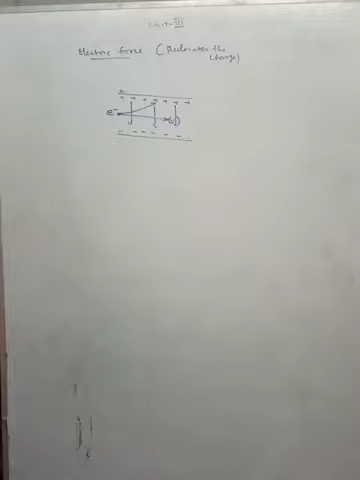 Unit-III
Electric force (Accelerates the
charge)
+ + + + + + +
e⁻
- - - - - - -